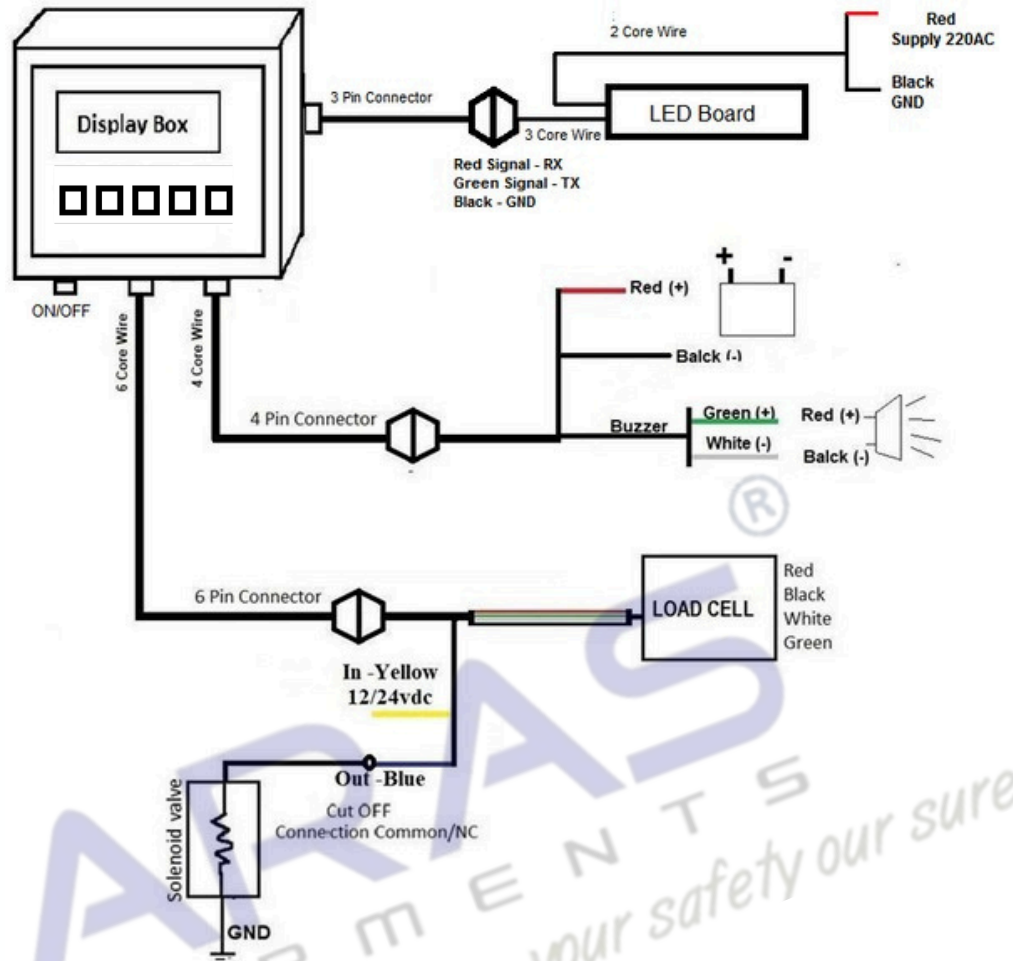 Display Box
ON/OFF
6 Core Wire
4 Core Wire
3 Pin Connector
3 Core Wire
Red Signal - RX
Green Signal - TX
Black - GND
2 Core Wire
LED Board
Red
Supply 220AC
Black
GND
+ -
Red (+)
Balck (-)
4 Pin Connector
Buzzer
Green (+)
White (-)
Red (+)
Balck (-)
®
6 Pin Connector
LOAD CELL
Red
Black
White
Green
In -Yellow
12/24vdc
Out -Blue
Cut OFF
Connection Common/NC
Solenoid valve
GND
ARAS
your safety our sure